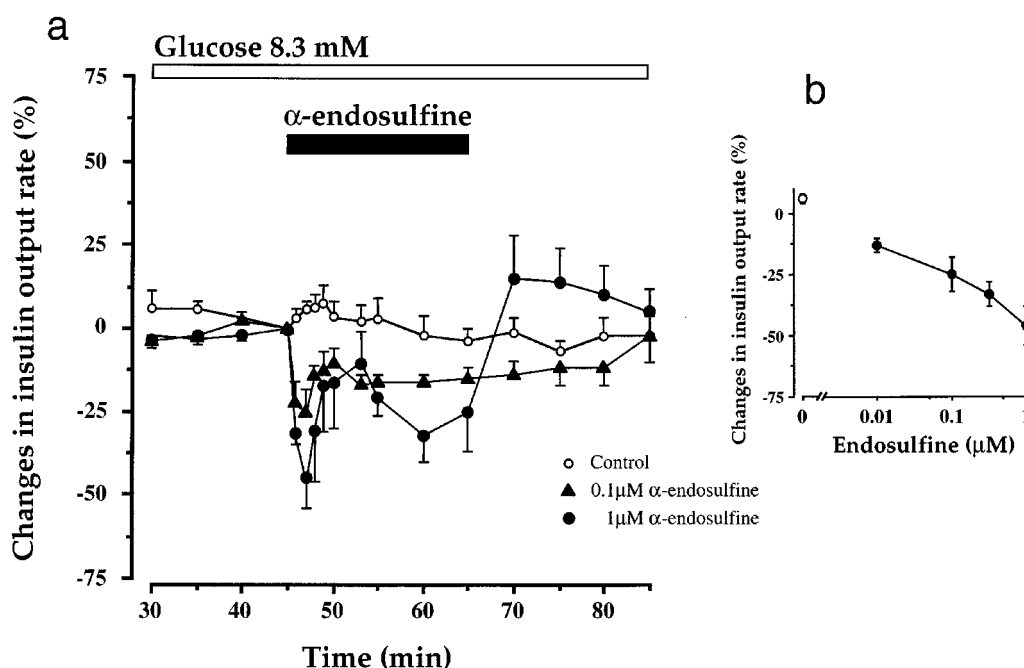 a
Glucose 8.3 mM
α-endosulfine
Changes in insulin output rate (%)
75
50
25
0
-25
-50
-75
30
40
50
60
70
80
Time (min)
Control
0.1μM α-endosulfine
1μM α-endosulfine
b
Changes in insulin output rate (%)
0
-25
-50
-75
0
0.01
0.1
1
Endosulfine (μM)